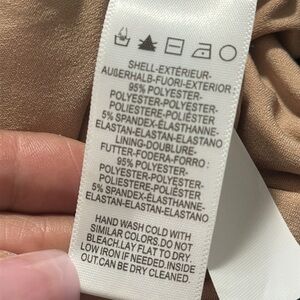 SHELL-EXTÉRIEUR-
AUßERHALB-FUORI-EXTERIOR
95% POLYESTER-
POLYESTER-POLYESTER-
POLIESTERE-POLIÉSTER
5% SPANDEX-ÉLASTHANNE-
ELASTAN-ELASTAN-ELASTANO
LINING-DOUBLURE-
FUTTER-FODERA-FORRO:
95% POLYESTER-
POLYESTER-POLYESTER-
POLIESTERE-POLIÉSTER
5% SPANDEX-ÉLASTHANNE-
ELASTAN-ELASTAN-ELASTANO
HAND WASH COLD WITH
SIMILAR COLORS.DO NOT
BLEACH.LAY FLAT TO DRY.
LOW IRON IF NEEDED.INSIDE
OUT.CAN BE DRY CLEANED.